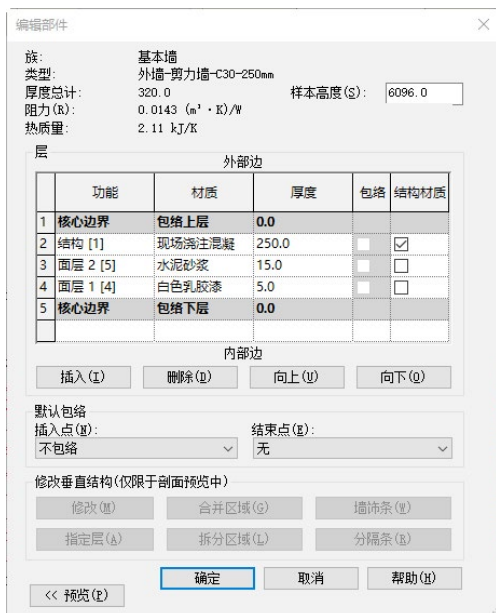 编辑部件
族: 基本墙
类型: 外墙-剪力墙-C30-250mm
厚度总计: 320.0 样本高度(S): 6096.0
阻力(R): 0.0143 (m²·K)/W
热质量: 2.11 kJ/K
层
外部边
功能 材质 厚度 包络 结构材质
1 核心边界 包络上层 0.0
2 结构 [1] 现场浇注混凝 250.0
3 面层 2 [5] 水泥砂浆 15.0
4 面层 1 [4] 白色乳胶漆 5.0
5 核心边界 包络下层 0.0
内部边
插入(I) 删除(D) 向上(U) 向下(O)
默认包络
插入点(N): 结束点(E):
不包络 无
修改垂直结构(仅限于剖面预览中)
修改(M) 合并区域(G) 墙饰条(W)
指定层(A) 拆分区域(L) 分隔条(R)
确定 取消 帮助(H)
<< 预览(P)